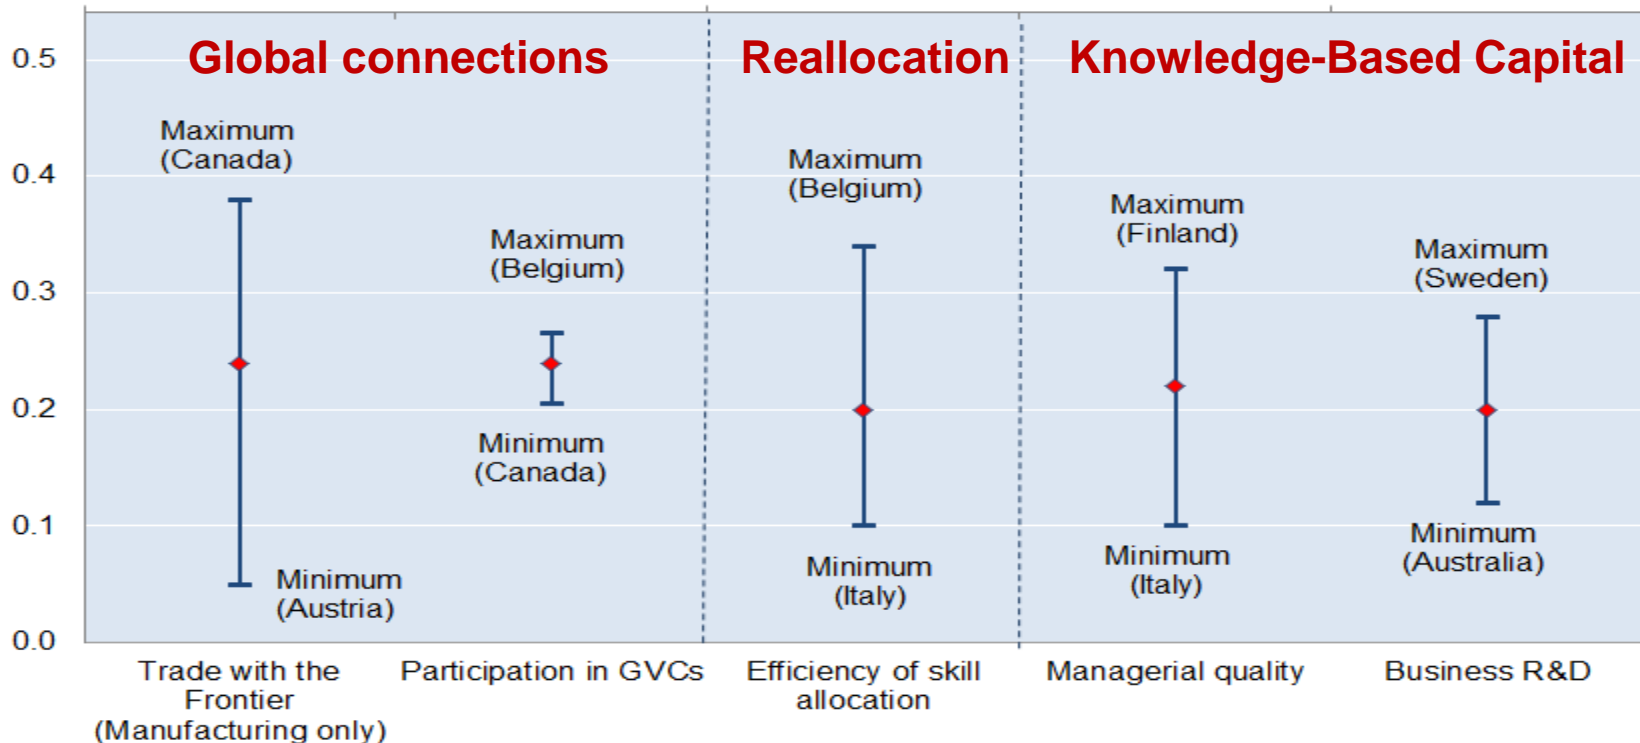 Global connections
Reallocation
Knowledge-Based Capital
0.5
0.4
0.3
0.2
0.1
0.0
Maximum
(Canada)
Minimum
(Austria)
Maximum
(Belgium)
Minimum
(Canada)
Maximum
(Belgium)
Minimum
(Italy)
Maximum
(Finland)
Minimum
(Italy)
Maximum
(Sweden)
Minimum
(Australia)
Trade with the
Frontier
(Manufacturing only)
Participation in GVCs
Efficiency of skill
allocation
Managerial quality
Business R&D